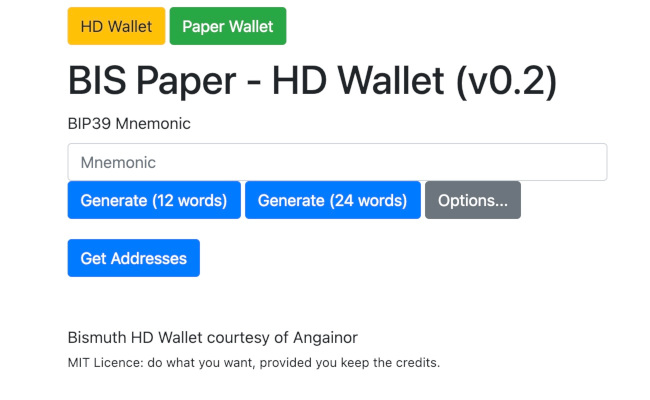 HD Wallet Paper Wallet
BIS Paper - HD Wallet (v0.2)
BIP39 Mnemonic
Mnemonic
Generate (12 words) Generate (24 words) Options...
Get Addresses
Bismuth HD Wallet courtesy of Angainor
MIT Licence: do what you want, provided you keep the credits.